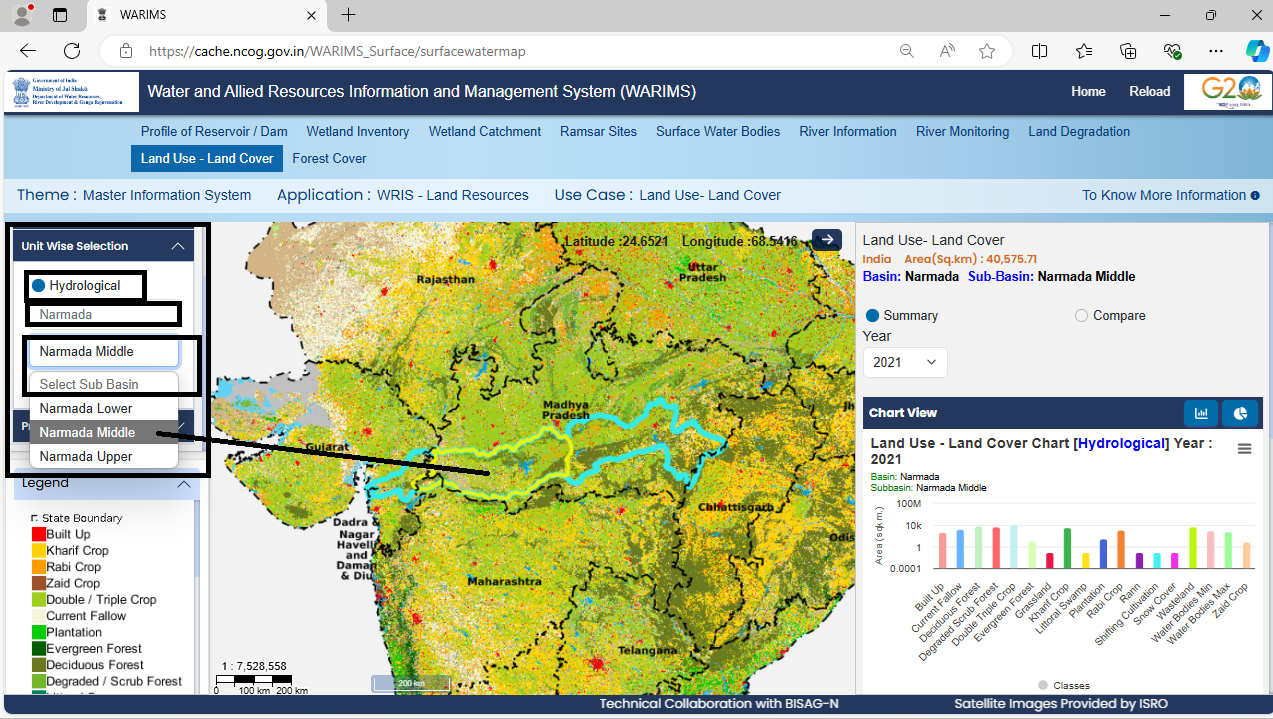 WARIMS
https://cache.ncog.gov.in/WARIMS_Surface/surfacewatermap
Government of India
Ministry of Jal Shakti
Department of Water Resources,
River Development & Ganga Rejuvenation
Water and Allied Resources Information and Management System (WARIMS)
Home Reload
G20
Profile of Reservoir / Dam Wetland Inventory Wetland Catchment Ramsar Sites Surface Water Bodies River Information River Monitoring Land Degradation
Land Use - Land Cover Forest Cover
Theme : Master Information System Application : WRIS - Land Resources Use Case : Land Use- Land Cover To Know More Information
Unit Wise Selection
Hydrological
Narmada
Narmada Middle
Select Sub Basin
Narmada Lower
Narmada Middle
Narmada Upper
Legend
State Boundary
Built Up
Kharif Crop
Rabi Crop
Zaid Crop
Double / Triple Crop
Current Fallow
Plantation
Evergreen Forest
Deciduous Forest
Degraded / Scrub Forest
Latitude :24.6521 Longitude :68.5416
Rajasthan
Uttar
Pradesh
Madhya
Pradesh
Gujarat
Dadra &
Nagar
Haveli
and
Daman
& Diu
Chhattisgarh
Maharashtra
Telangana
1 : 7,528,558
0 100 km 200 km
200 km
Land Use- Land Cover
India Area(Sq.km) : 40,575.71
Basin: Narmada Sub-Basin: Narmada Middle
Summary Compare
Year
2021
Chart View
Land Use - Land Cover Chart [Hydrological] Year :
2021
Basin: Narmada
Subbasin: Narmada Middle
Area (sq.k m.)
100M
10k
1
0.0001
Built Up
Current Fallow
Deciduous Forest
Degraded Scrub Forest
Double Triple Crop
Evergreen Forest
Grassland
Kharif Crop
Littoral Swamp
Plantation
Rabi Crop
Rann
Shifting Cultivation
Snow Cover
Wasteland
Water Bodies Min
Water Bodies Max
Zaid Crop
Classes
Technical Collaboration with BISAG-N Satellite Images Provided by ISRO